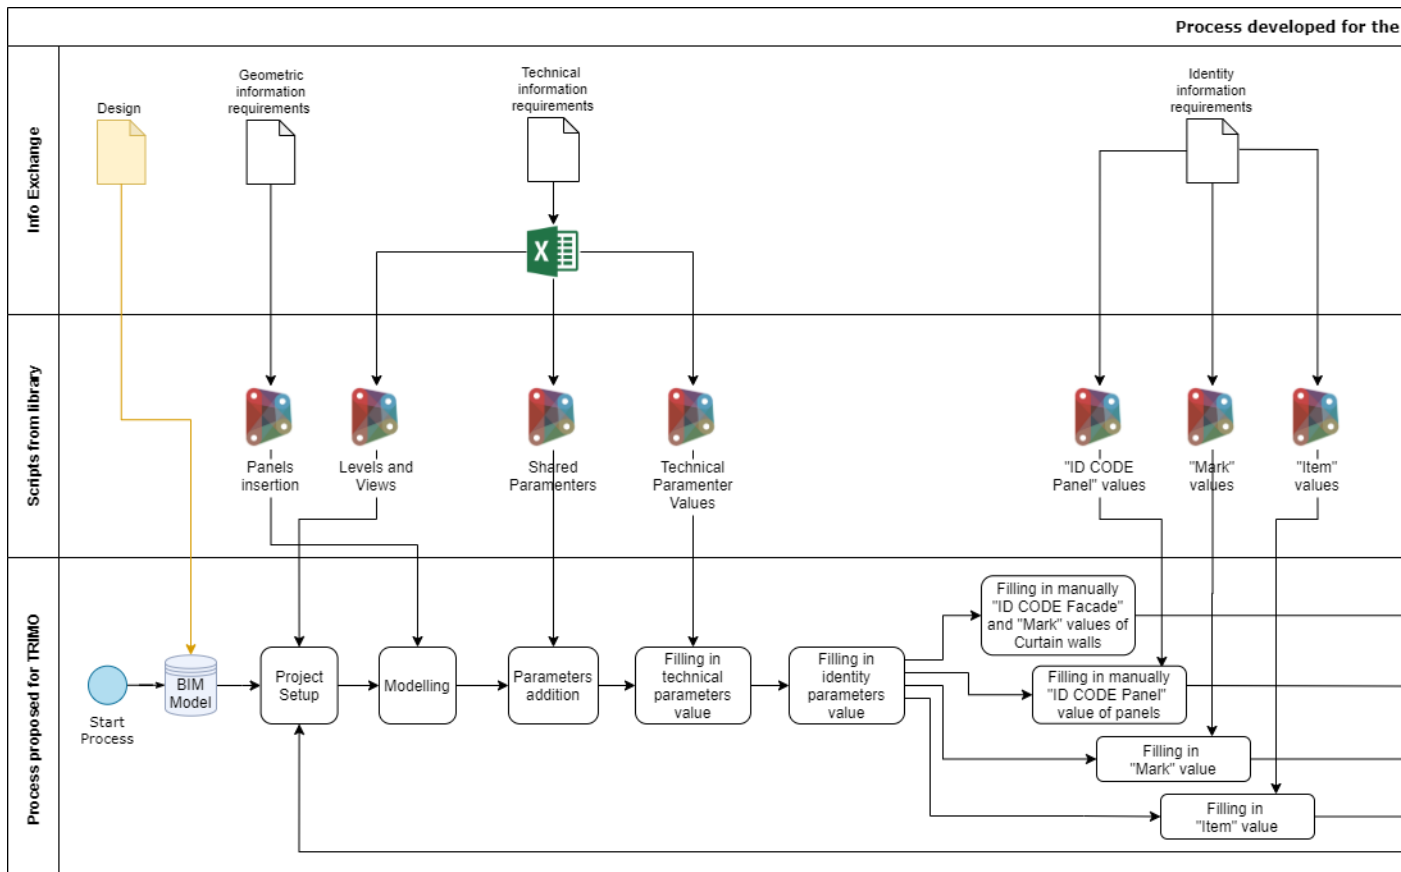 Process developed for the
Info Exchange
Design
Geometric
information
requirements
Technical
information
requirements
Identity
information
requirements
X
Scripts from library
Panels
insertion
Levels and
Views
Shared
Paramenters
Technical
Paramenter
Values
"ID CODE
Panel" values
"Mark"
values
"Item"
values
Process proposed for TRIMO
Start
Process
BIM
Model
Project
Setup
Modelling
Parameters
addition
Filling in
technical
parameters
value
Filling in
identity
parameters
value
Filling in manually
"ID CODE Facade"
and "Mark" values of
Curtain walls
Filling in manually
"ID CODE Panel"
value of panels
Filling in
"Mark" value
Filling in
"Item" value